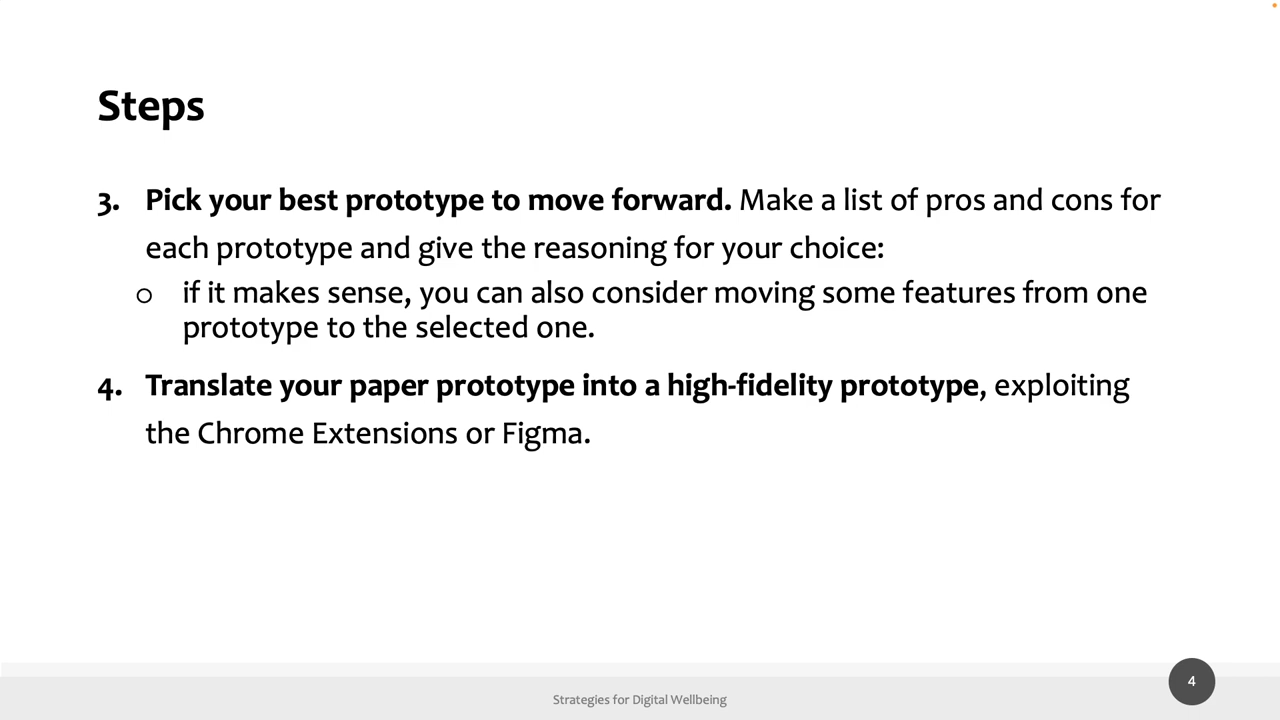 Steps
3. Pick your best prototype to move forward. Make a list of pros and cons for
each prototype and give the reasoning for your choice:
o if it makes sense, you can also consider moving some features from one
prototype to the selected one.
4. Translate your paper prototype into a high-fidelity prototype, exploiting
the Chrome Extensions or Figma.
Strategies for Digital Wellbeing
4